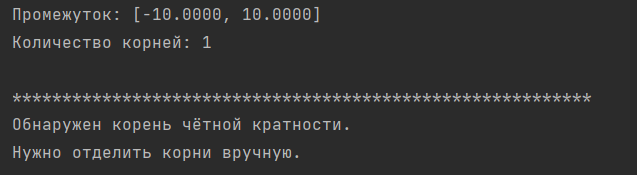 Промежуток: [-10.0000, 10.0000]
Количество корней: 1
**********************************************************
Обнаружен корень чётной кратности.
Нужно отделить корни вручную.